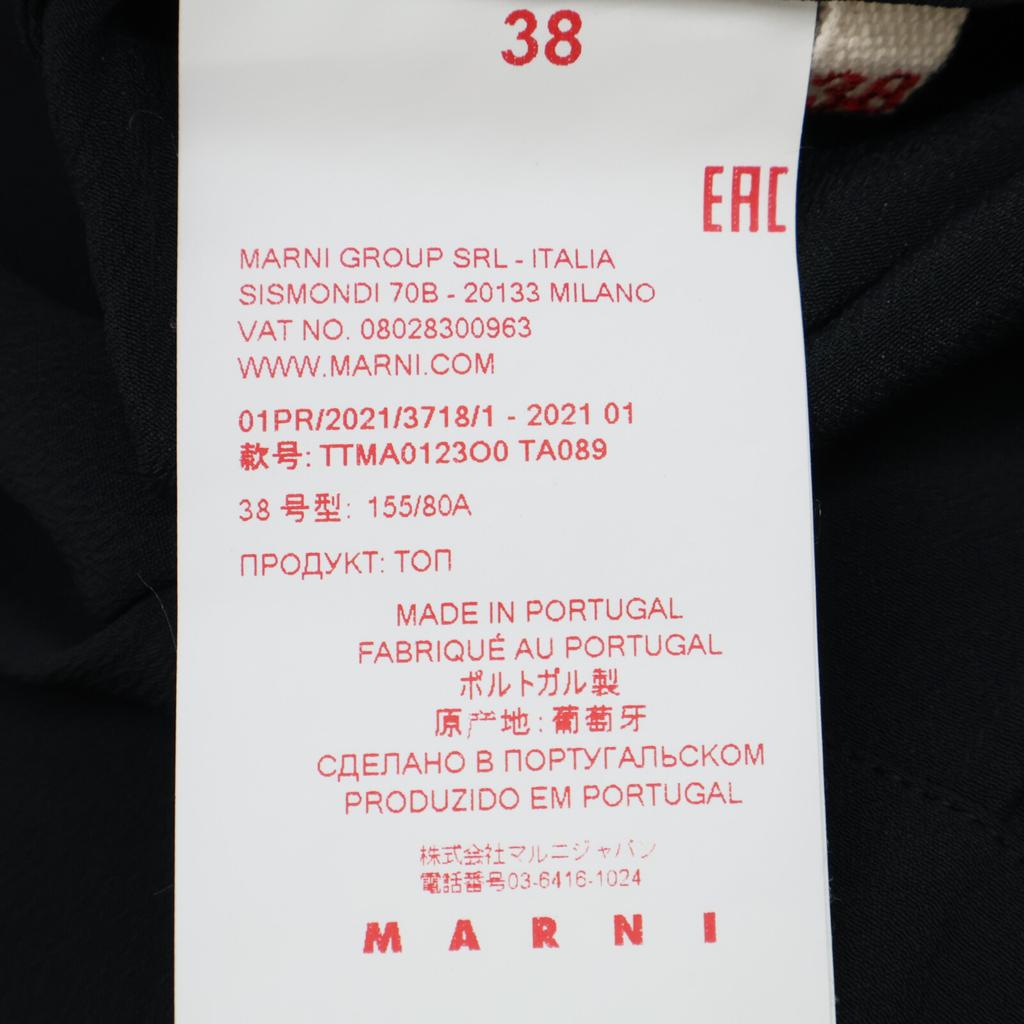 38
EAC
MARNI GROUP SRL - ITALIA
SISMONDI 70B - 20133 MILANO
VAT NO. 08028300963
WWW.MARNI.COM
01PR/2021/3718/1 - 2021 01
款号: TTMA0123O0 TA089
38 号型: 155/80A
ПРОДУКТ: ТОП
MADE IN PORTUGAL
FABRIQUÉ AU PORTUGAL
ポルトガル製
原产地: 葡萄牙
СДЕЛАНО В ПОРТУГАЛЬСКОМ
PRODUZIDO EM PORTUGAL
株式会社マルニジャパン
電話番号03-6416-1024
MARNI